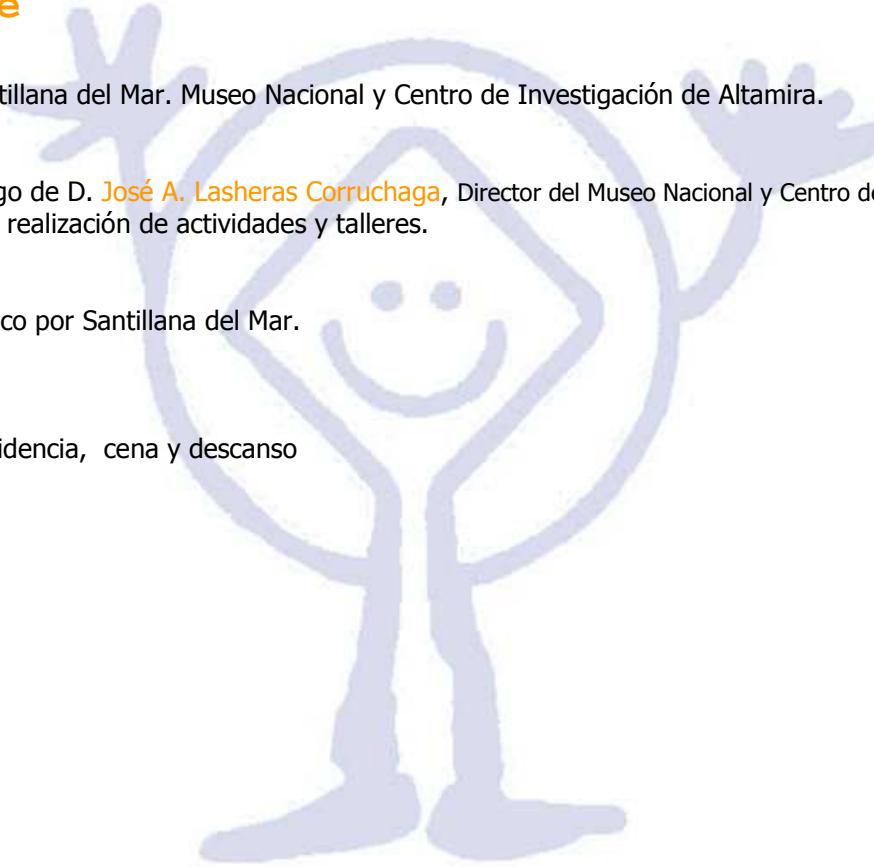 e
tillana del Mar. Museo Nacional y Centro de Investigación de Altamira.
go de D. José A. Lasheras Corruchaga, Director del Museo Nacional y Centro de
realización de actividades y talleres.
co por Santillana del Mar.
idencia, cena y descanso